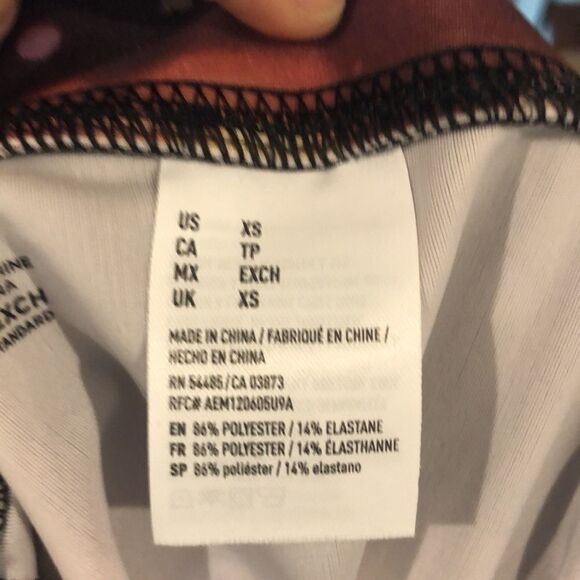 US XS
CA TP
MX EXCH
UK XS
MADE IN CHINA / FABRIQUÉ EN CHINE /
HECHO EN CHINA
RN 54485/CA 03873
RFC# AEM120605U9A
EN 86% POLYESTER / 14% ELASTANE
FR 86% POLYESTER / 14% ÉLASTHANNE
SP 86% poliéster / 14% elastano